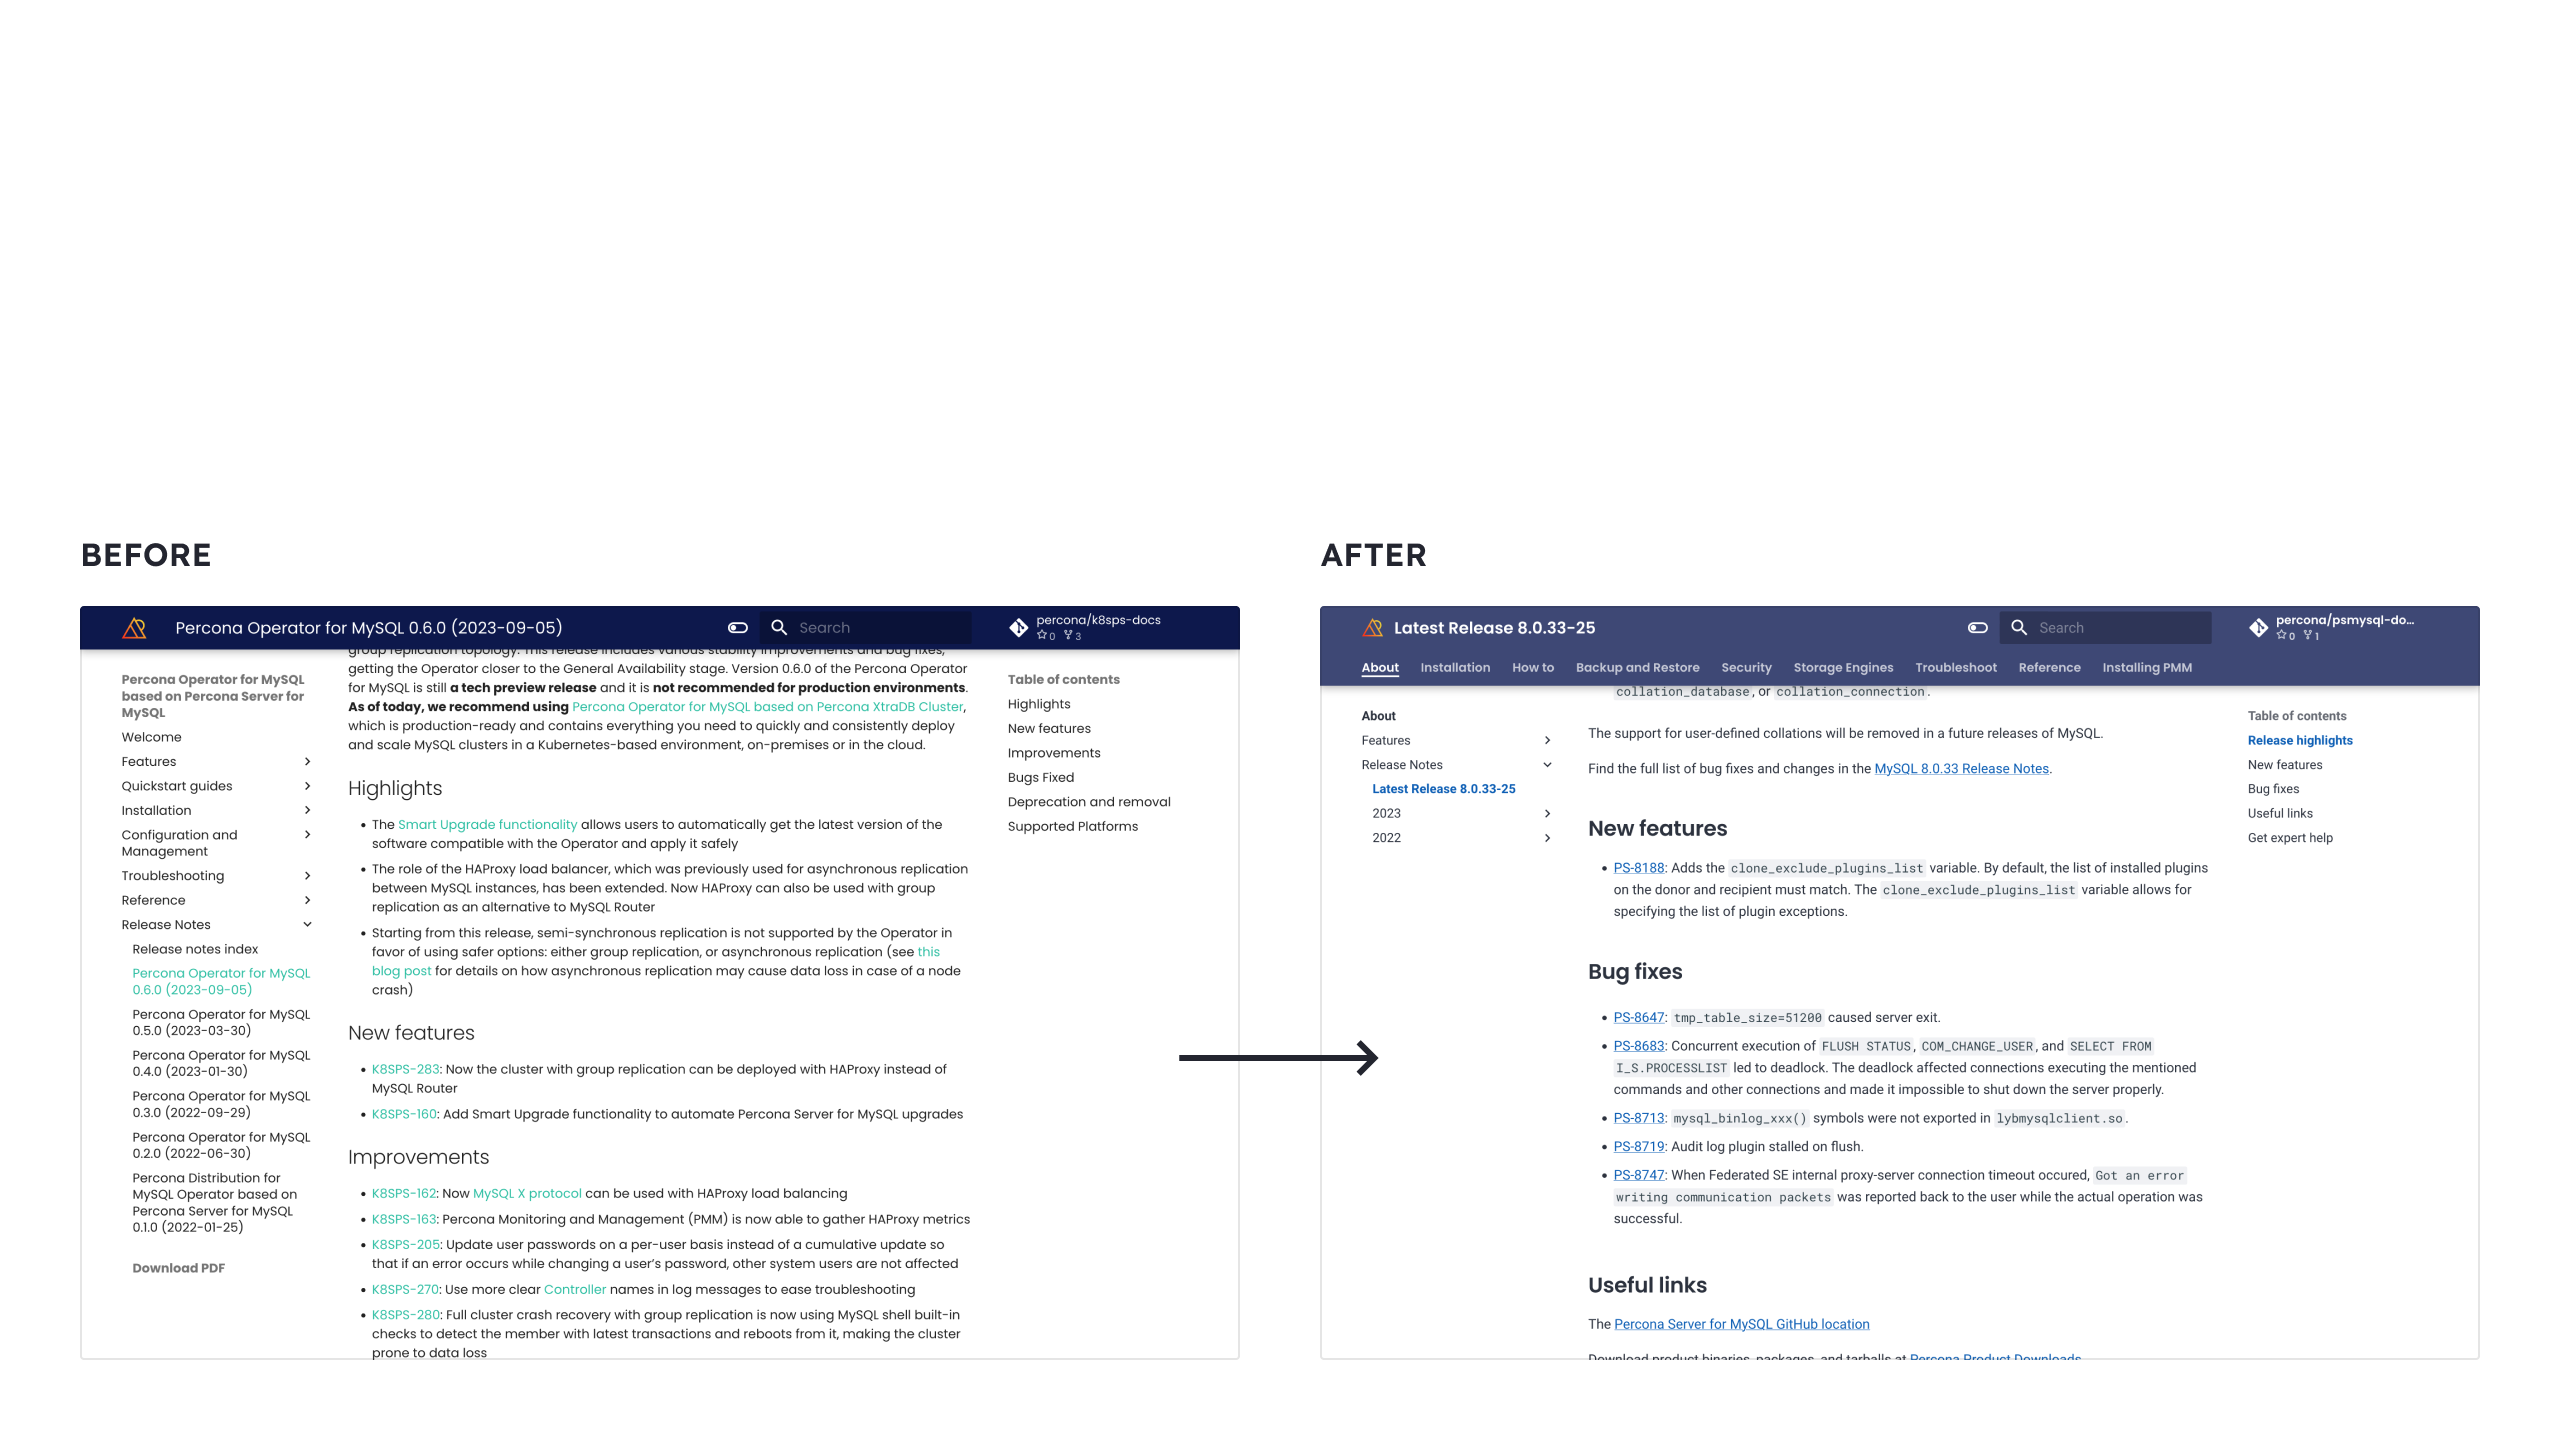 BEFORE
Percona Operator for MySQL 0.6.0 (2023-09-05)
Search
percona/k8sps-docs
0 3
Percona Operator for MySQL
based on Percona Server for
MySQL
Welcome
Features
Quickstart guides
Installation
Configuration and
Management
Troubleshooting
Reference
Release Notes
Release notes index
Percona Operator for MySQL
0.6.0 (2023-09-05)
Percona Operator for MySQL
0.5.0 (2023-03-30)
Percona Operator for MySQL
0.4.0 (2023-01-30)
Percona Operator for MySQL
0.3.0 (2022-09-29)
Percona Operator for MySQL
0.2.0 (2022-06-30)
Percona Distribution for
MySQL Operator based on
Percona Server for MySQL
0.1.0 (2022-01-25)
Download PDF
group replication topology. This release includes various stability improvements and bug fixes,
getting the Operator closer to the General Availability stage. Version 0.6.0 of the Percona Operator
for MySQL is still a tech preview release and it is not recommended for production environments.
As of today, we recommend using Percona Operator for MySQL based on Percona XtraDB Cluster,
which is production-ready and contains everything you need to quickly and consistently deploy
and scale MySQL clusters in a Kubernetes-based environment, on-premises or in the cloud.
Highlights
• The Smart Upgrade functionality allows users to automatically get the latest version of the
software compatible with the Operator and apply it safely
• The role of the HAProxy load balancer, which was previously used for asynchronous replication
between MySQL instances, has been extended. Now HAProxy can also be used with group
replication as an alternative to MySQL Router
• Starting from this release, semi-synchronous replication is not supported by the Operator in
favor of using safer options: either group replication, or asynchronous replication (see this
blog post for details on how asynchronous replication may cause data loss in case of a node
crash)
New features
• K8SPS-283: Now the cluster with group replication can be deployed with HAProxy instead of
MySQL Router
• K8SPS-160: Add Smart Upgrade functionality to automate Percona Server for MySQL upgrades
Improvements
• K8SPS-162: Now MySQL X protocol can be used with HAProxy load balancing
• K8SPS-163: Percona Monitoring and Management (PMM) is now able to gather HAProxy metrics
• K8SPS-205: Update user passwords on a per-user basis instead of a cumulative update so
that if an error occurs while changing a user's password, other system users are not affected
• K8SPS-270: Use more clear Controller names in log messages to ease troubleshooting
• K8SPS-280: Full cluster crash recovery with group replication is now using MySQL shell built-in
checks to detect the member with latest transactions and reboots from it, making the cluster
prone to data loss
Table of contents
Highlights
New features
Improvements
Bugs Fixed
Deprecation and removal
Supported Platforms
AFTER
Latest Release 8.0.33-25
Search
percona/psmysql-do...
0 1
About Installation How to Backup and Restore Security Storage Engines Troubleshoot Reference Installing PMM
About
Features
Release Notes
Latest Release 8.0.33-25
2023
2022
collation_database, or collation_connection.
The support for user-defined collations will be removed in a future releases of MySQL.
Find the full list of bug fixes and changes in the MySQL 8.0.33 Release Notes.
New features
• PS-8188: Adds the clone_exclude_plugins_list variable. By default, the list of installed plugins
on the donor and recipient must match. The clone_exclude_plugins_list variable allows for
specifying the list of plugin exceptions.
Bug fixes
• PS-8647: tmp_table_size=51200 caused server exit.
• PS-8683: Concurrent execution of FLUSH STATUS, COM_CHANGE_USER, and SELECT FROM
I_S.PROCESSLIST led to deadlock. The deadlock affected connections executing the mentioned
commands and other connections and made it impossible to shut down the server properly.
• PS-8713: mysql_binlog_xxx() symbols were not exported in lybmysqlclient.so.
• PS-8719: Audit log plugin stalled on flush.
• PS-8747: When Federated SE internal proxy-server connection timeout occured, Got an error
writing communication packets was reported back to the user while the actual operation was
successful.
Useful links
The Percona Server for MySQL GitHub location
Download product binaries, packages, and tarballs at Percona Product Downloads
Table of contents
Release highlights
New features
Bug fixes
Useful links
Get expert help